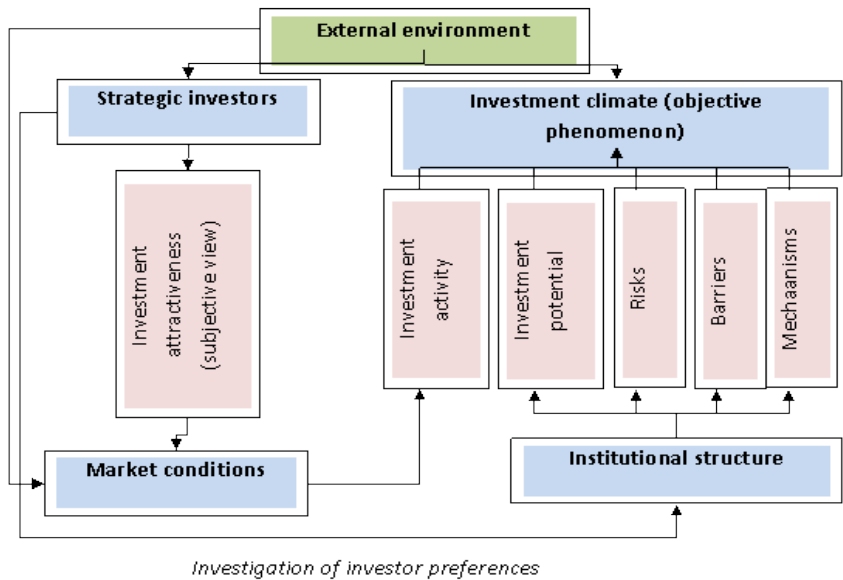 External environment
Strategic investors
Investment climate (objective
phenomenon)
Investment
attractiveness
(subjective view)
Investment
activity
Investment
potential
Risks
Barriers
Mechaanisms
Market conditions
Institutional structure
Investigation of investor preferences